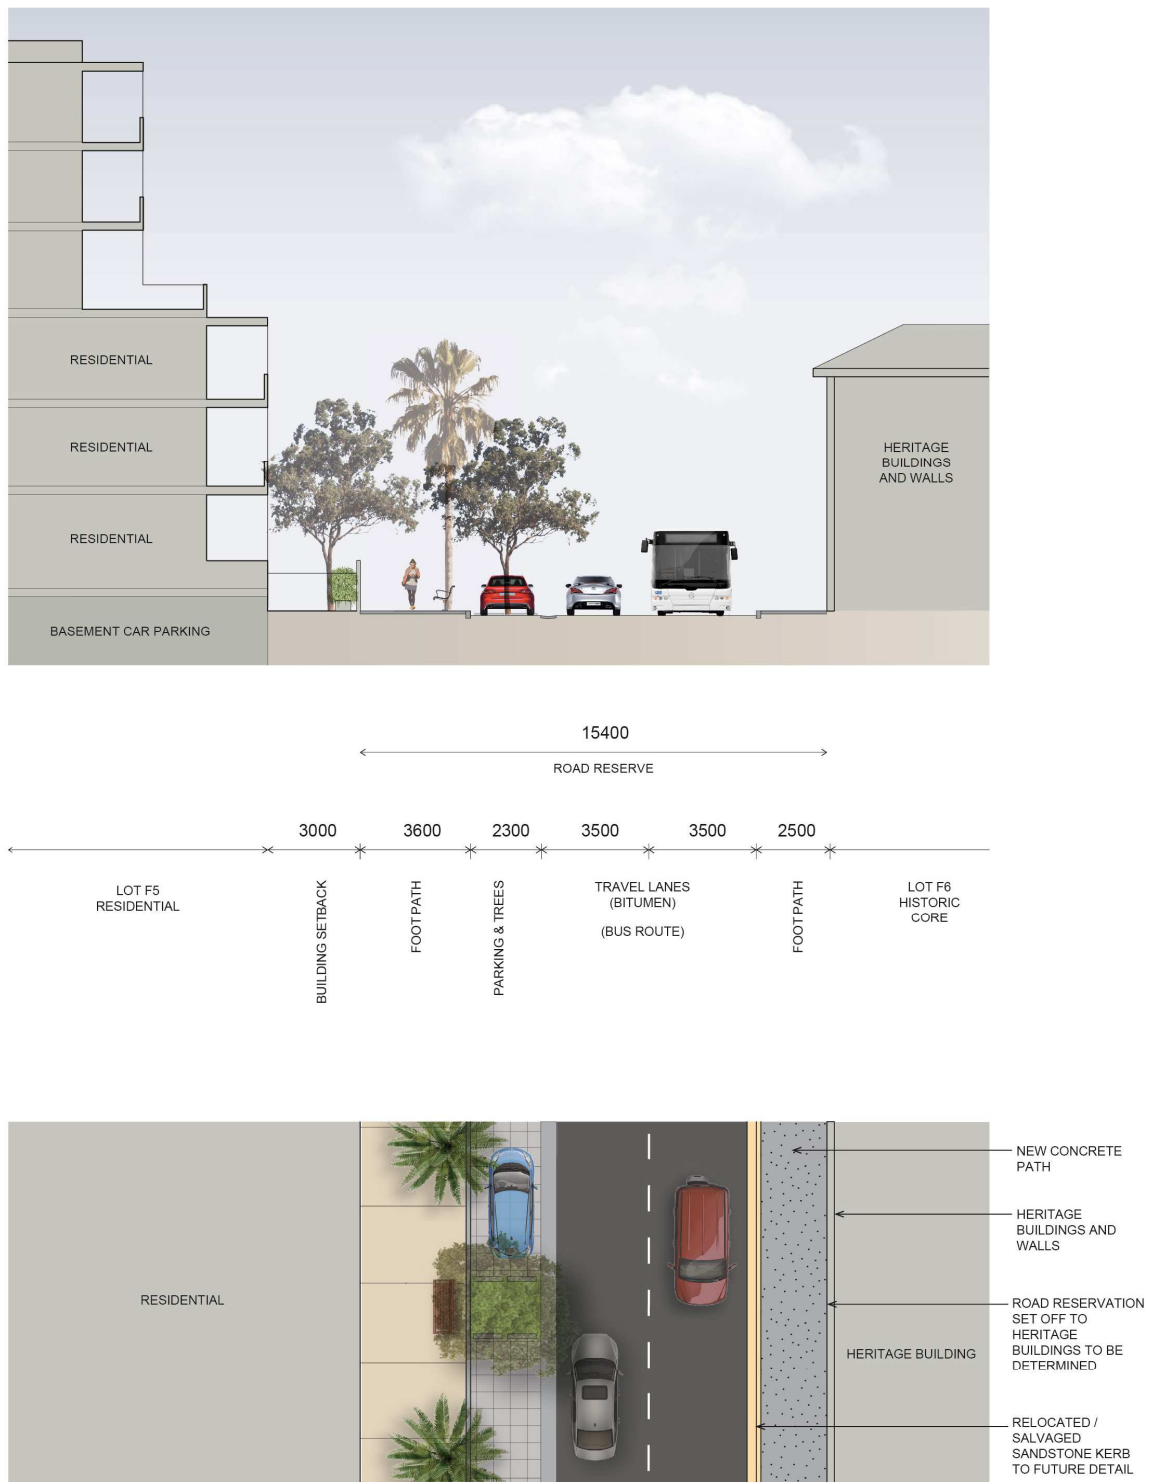 RESIDENTIAL
RESIDENTIAL
RESIDENTIAL
BASEMENT CAR PARKING
HERITAGE
BUILDINGS
AND WALLS
15400
ROAD RESERVE
3000
3600
2300
3500
3500
2500
LOT F5
RESIDENTIAL
BUILDING SETBACK
FOOT PATH
PARKING & TREES
TRAVEL LANES
(BITUMEN)
(BUS ROUTE)
FOOT PATH
LOT F6
HISTORIC
CORE
RESIDENTIAL
HERITAGE BUILDING
NEW CONCRETE
PATH
HERITAGE
BUILDINGS AND
WALLS
ROAD RESERVATION
SET OFF TO
HERITAGE
BUILDINGS TO BE
DETERMINED
RELOCATED /
SALVAGED
SANDSTONE KERB
TO FUTURE DETAIL